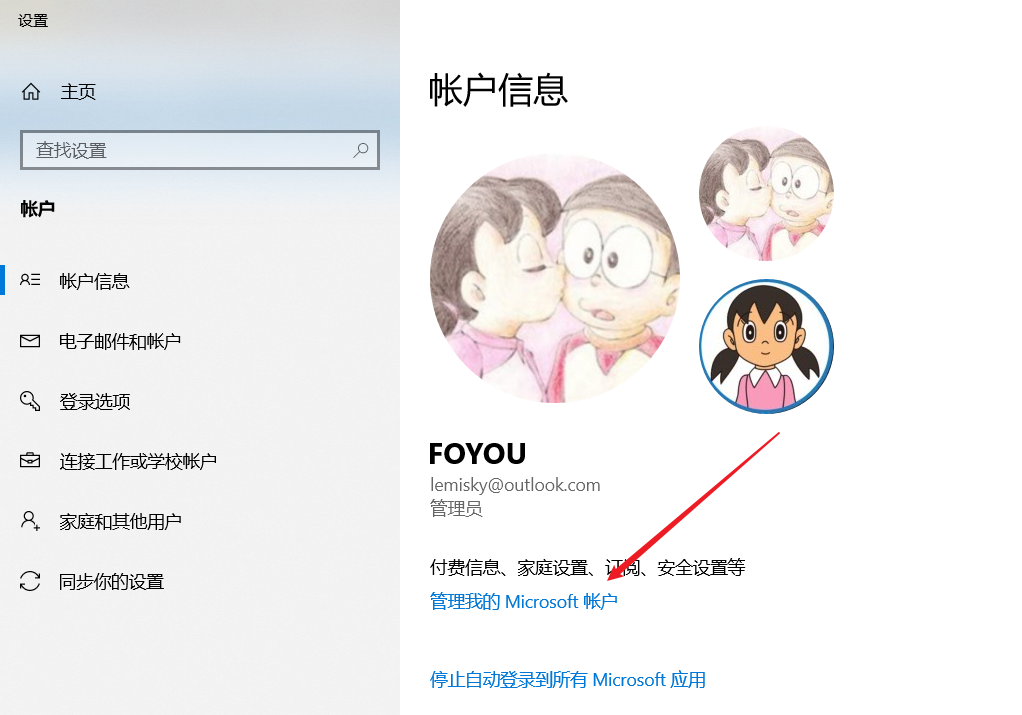 设置
主页
查找设置
帐户
帐户信息
电子邮件和帐户
登录选项
连接工作或学校帐户
家庭和其他用户
同步你的设置
帐户信息
FOYOU
lemisky@outlook.com
管理员
付费信息、家庭设置、订阅、安全设置等
管理我的 Microsoft 帐户
停止自动登录到所有 Microsoft 应用